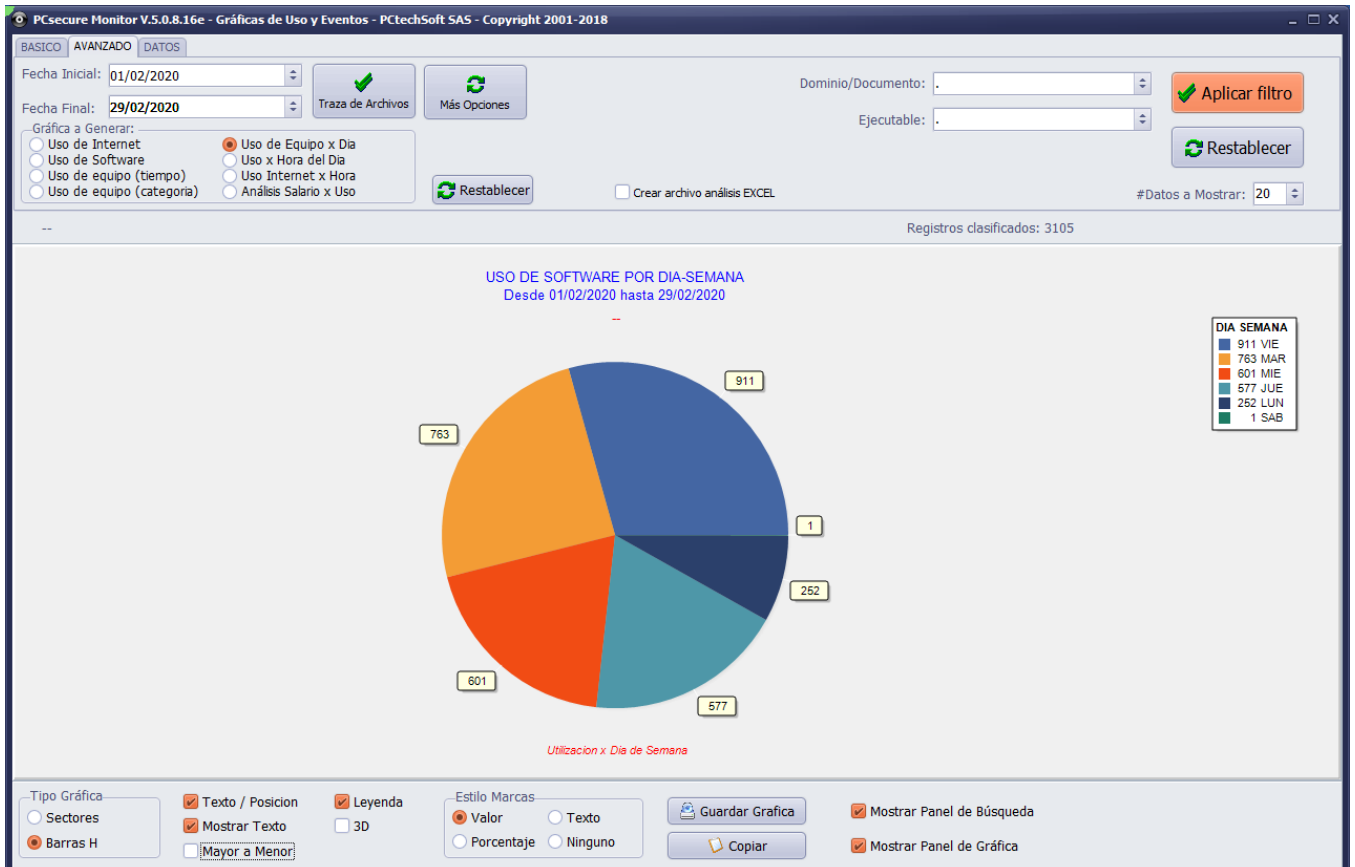 PCsecure Monitor V.5.0.8.16e - Gráficas de Uso y Eventos - PCtechSoft SAS - Copyright 2001-2018
BASICO AVANZADO DATOS
Fecha Inicial: 01/02/2020
Fecha Final: 29/02/2020
Traza de Archivos
Más Opciones
Dominio/Documento: .
Ejecutable: .
Aplicar filtro
Restablecer
Gráfica a Generar:
Uso de Internet
Uso de Software
Uso de equipo (tiempo)
Uso de equipo (categoria)
Uso de Equipo x Dia
Uso x Hora del Dia
Uso Internet x Hora
Análisis Salario x Uso
Restablecer
Crear archivo análisis EXCEL
#Datos a Mostrar: 20
--
Registros clasificados: 3105
USO DE SOFTWARE POR DIA-SEMANA
Desde 01/02/2020 hasta 29/02/2020
--
DIA SEMANA
911 VIE
763 MAR
601 MIE
577 JUE
252 LUN
1 SAB
911
763
1
252
601
577
Utilizacion x Dia de Semana
Tipo Gráfica
Sectores
Barras H
Texto / Posicion
Mostrar Texto
Mayor a Menor
Leyenda
3D
Estilo Marcas
Valor
Texto
Porcentaje
Ninguno
Guardar Grafica
Copiar
Mostrar Panel de Búsqueda
Mostrar Panel de Gráfica